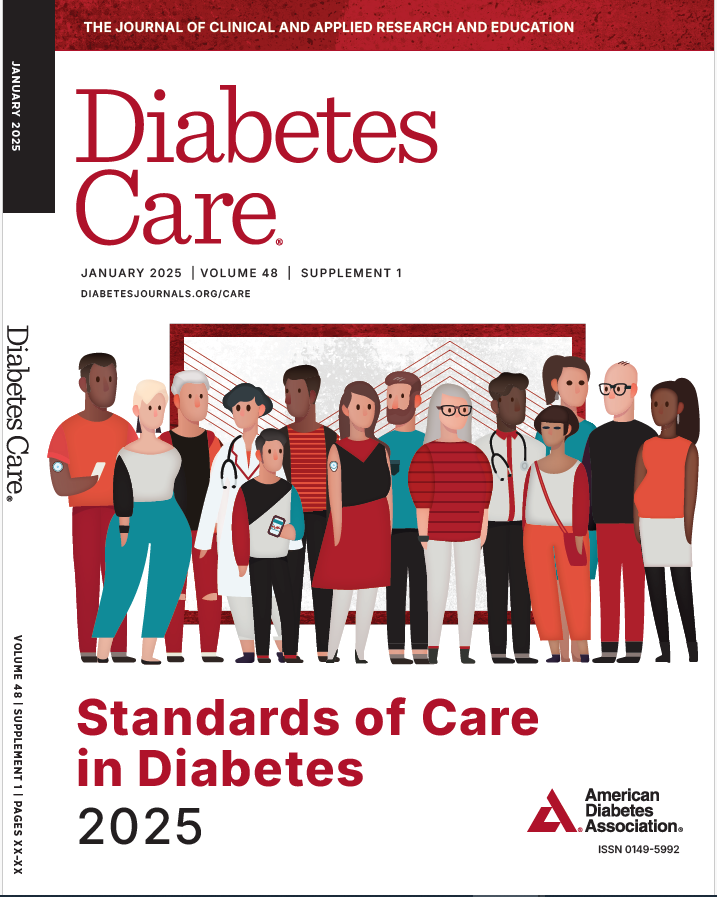 THE JOURNAL OF CLINICAL AND APPLIED RESEARCH AND EDUCATION
JANUARY 2025
Diabetes
Care®
JANUARY 2025 | VOLUME 48 | SUPPLEMENT 1
DIABETESJOURNALS.ORG/CARE
Diabetes Care®
VOLUME 48 | SUPPLEMENT 1 | PAGES XX-XX
Standards of Care
in Diabetes
2025
American
Diabetes
Association®
ISSN 0149-5992